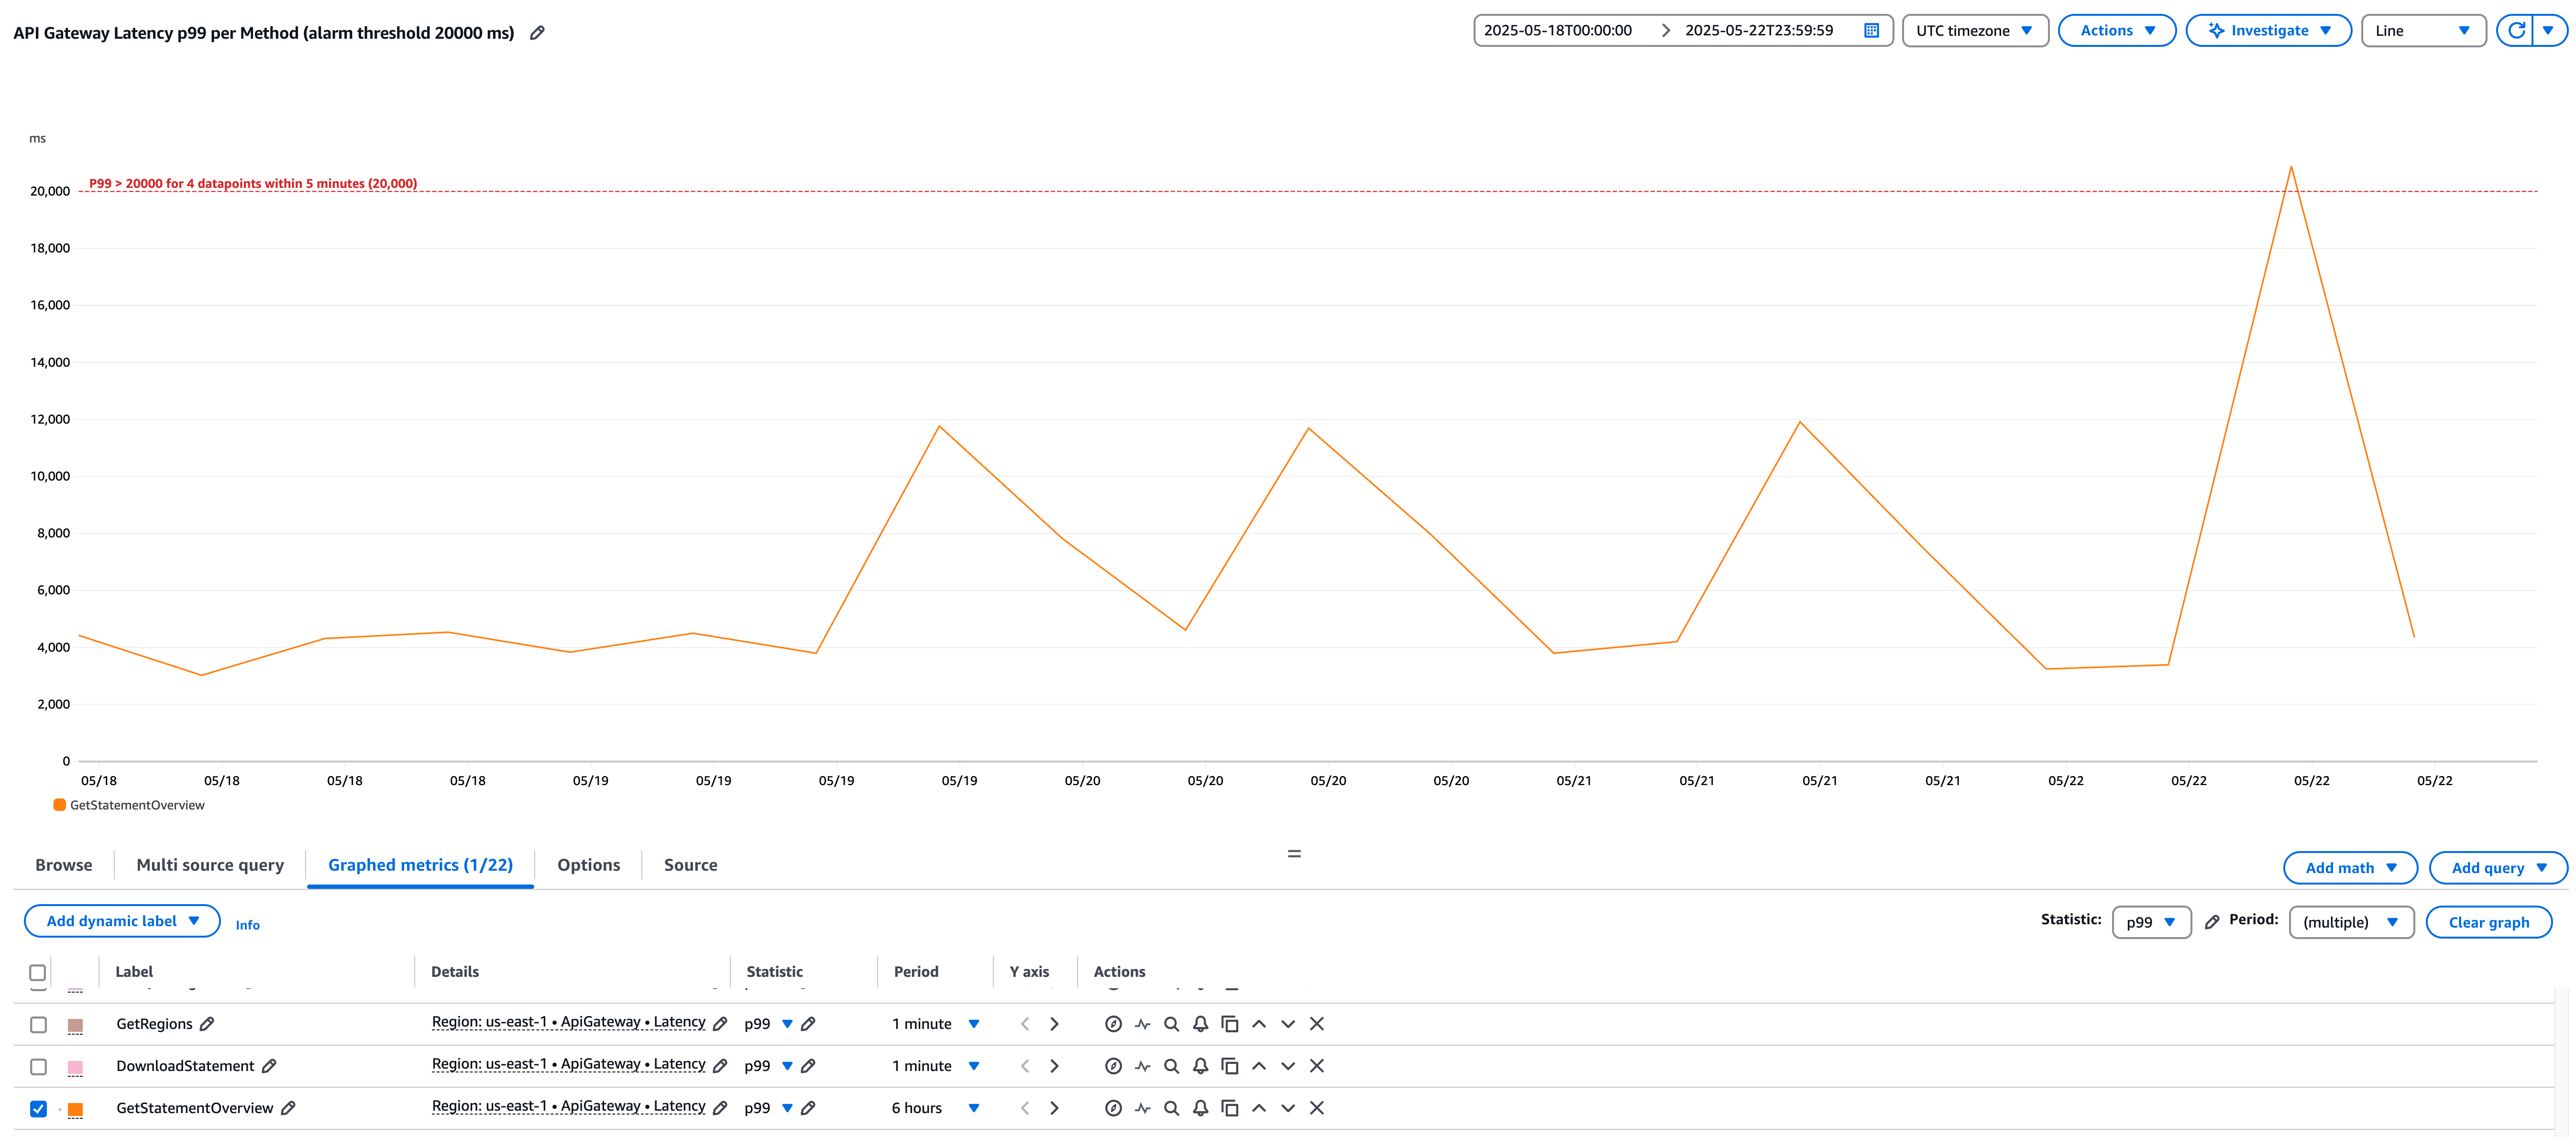 API Gateway Latency p99 per Method (alarm threshold 20000 ms)
2025-05-18T00:00:00 2025-05-22T23:59:59 UTC timezone Actions Investigate Line
ms
P99 > 20000 for 4 datapoints within 5 minutes (20,000)
20,000
18,000
16,000
14,000
12,000
10,000
8,000
6,000
4,000
2,000
0
05/18 05/18 05/18 05/18 05/19 05/19 05/19 05/19 05/20 05/20 05/20 05/20 05/21 05/21 05/21 05/21 05/22 05/22 05/22 05/22
GetStatementOverview
Browse Multi source query Graphed metrics (1/22) Options Source Add math Add query
Add dynamic label Info Statistic: p99 Period: (multiple) Clear graph
Label Details Statistic Period Y axis Actions
GetRegions Region: us-east-1 • ApiGateway • Latency p99 1 minute
DownloadStatement Region: us-east-1 • ApiGateway • Latency p99 1 minute
GetStatementOverview Region: us-east-1 • ApiGateway • Latency p99 6 hours